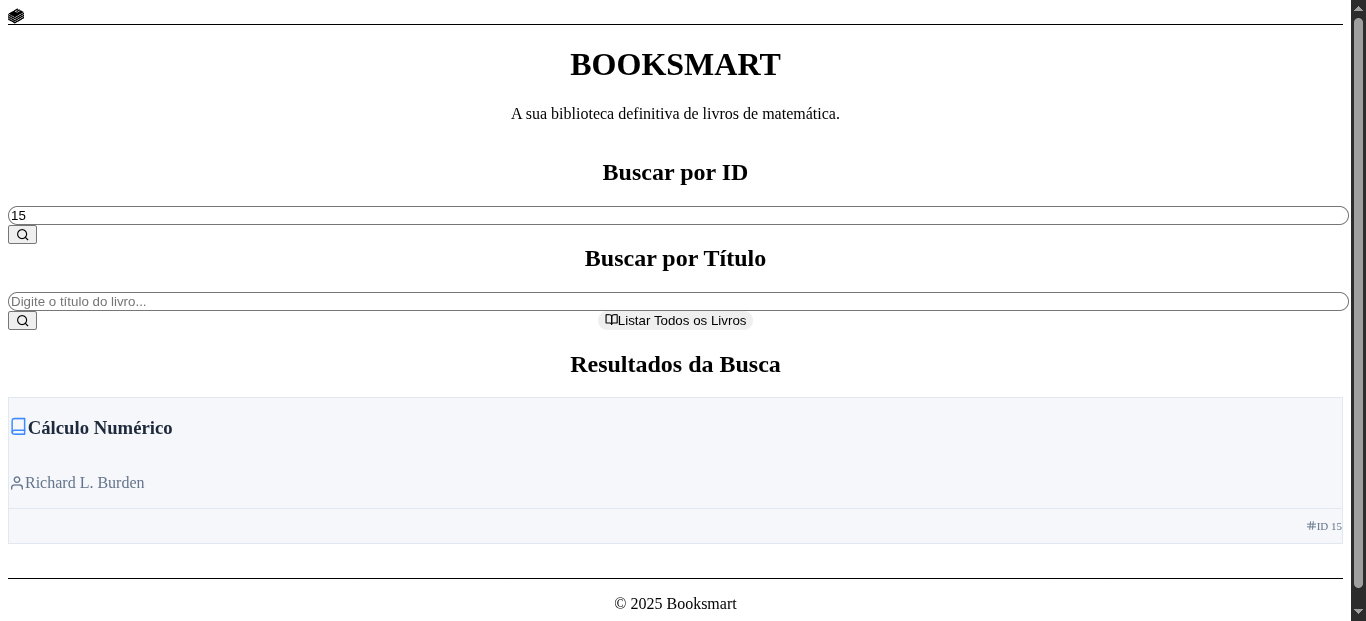 BOOKSMART
A sua biblioteca definitiva de livros de matemática.
Buscar por ID
15
Buscar por Título
Digite o título do livro...
Listar Todos os Livros
Resultados da Busca
Cálculo Numérico
Richard L. Burden
#ID 15
© 2025 Booksmart